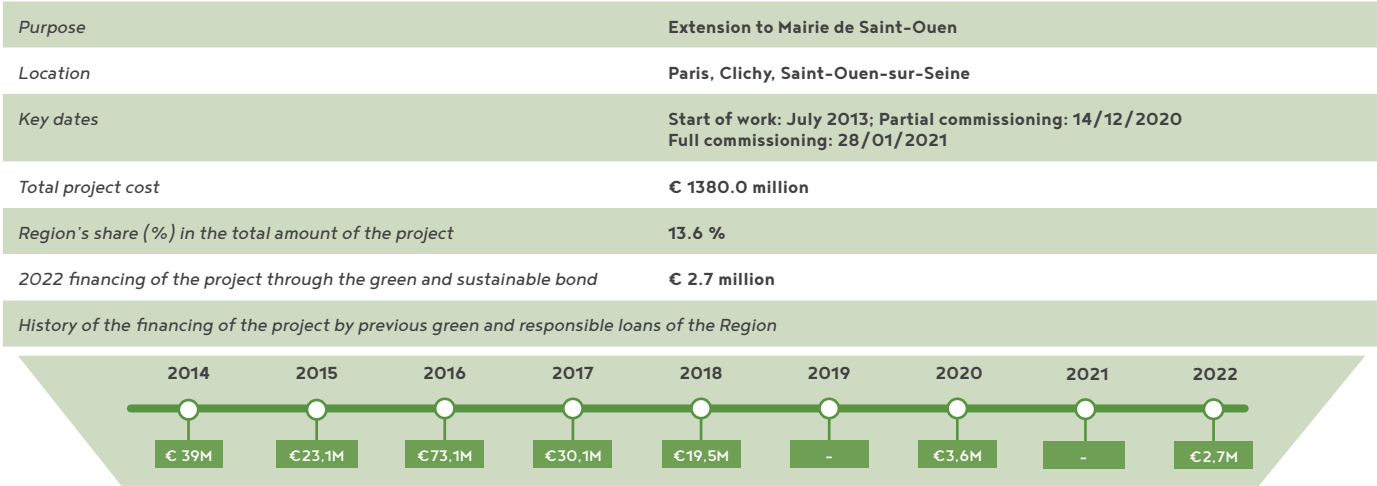 Purpose
Extension to Mairie de Saint-Ouen
Location
Paris, Clichy, Saint-Ouen-sur-Seine
Key dates
Start of work: July 2013; Partial commissioning: 14/12/2020
Full commissioning: 28/01/2021
Total project cost
€ 1380.0 million
Region's share (%) in the total amount of the project
13.6 %
2022 financing of the project through the green and sustainable bond
€ 2.7 million
History of the financing of the project by previous green and responsible loans of the Region
2014 2015 2016 2017 2018 2019 2020 2021 2022
€ 39M €23,1M €73,1M €30,1M €19,5M - €3,6M - €2,7M